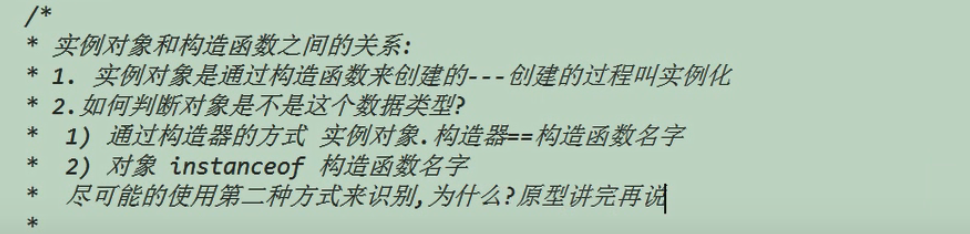 /*
* 实例对象和构造函数之间的关系:
* 1. 实例对象是通过构造函数来创建的---创建的过程叫实例化
* 2.如何判断对象是不是这个数据类型?
* 1) 通过构造器的方式 实例对象.构造器==构造函数名字
* 2) 对象 instanceof 构造函数名字
* 尽可能的使用第二种方式来识别,为什么?原型讲完再说
*